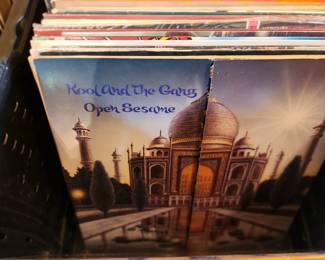 Kool And The Gang
Open Sesame